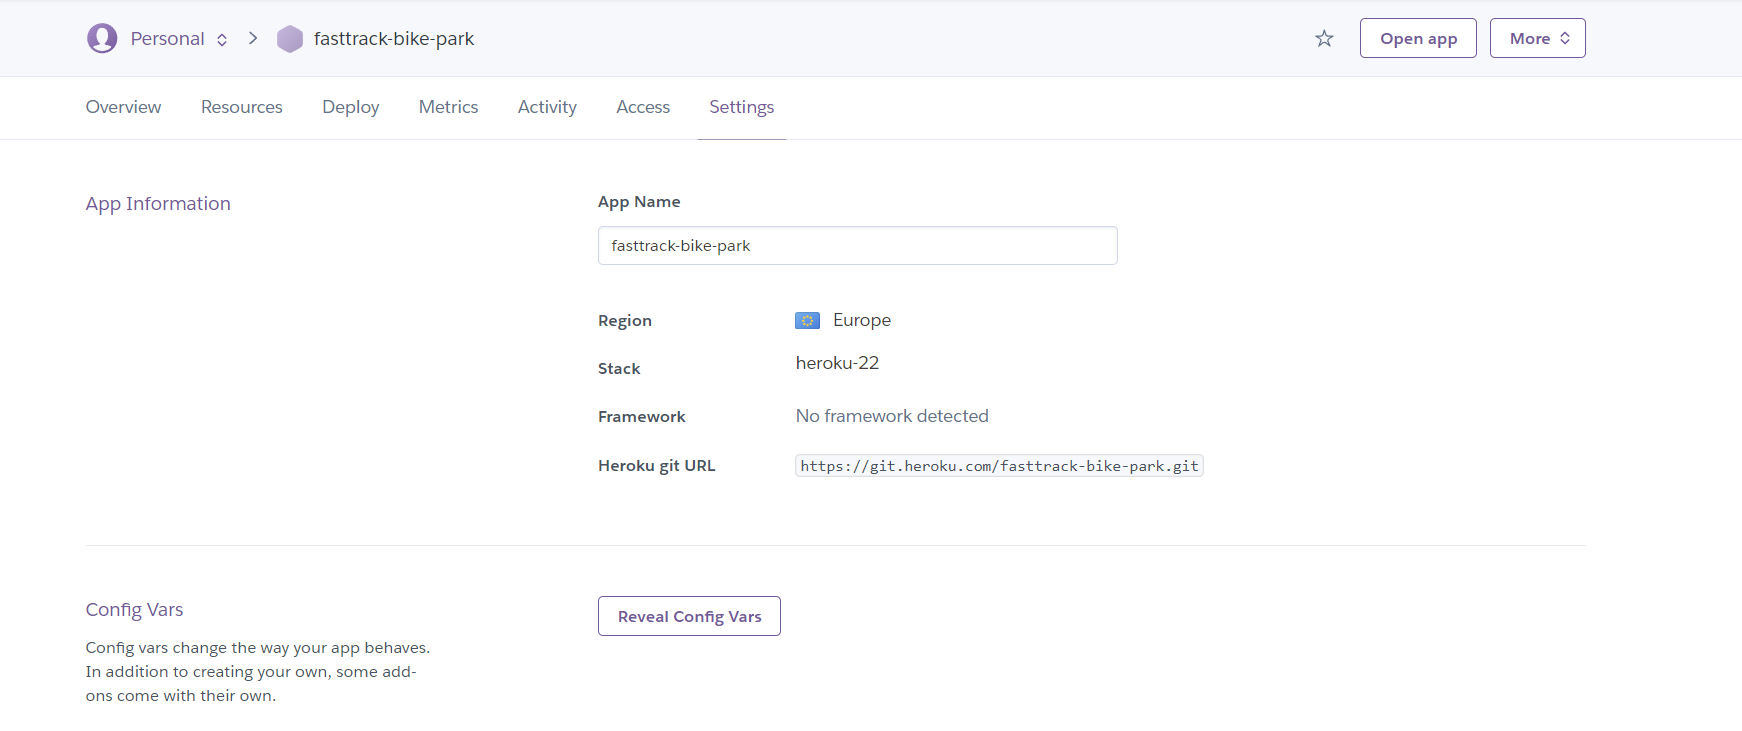 Personal fasttrack-bike-park Open app More
Overview Resources Deploy Metrics Activity Access Settings
App Information
App Name
fasttrack-bike-park
Region Europe
Stack heroku-22
Framework No framework detected
Heroku git URL https://git.heroku.com/fasttrack-bike-park.git
Config Vars
Config vars change the way your app behaves.
In addition to creating your own, some add-
ons come with their own.
Reveal Config Vars